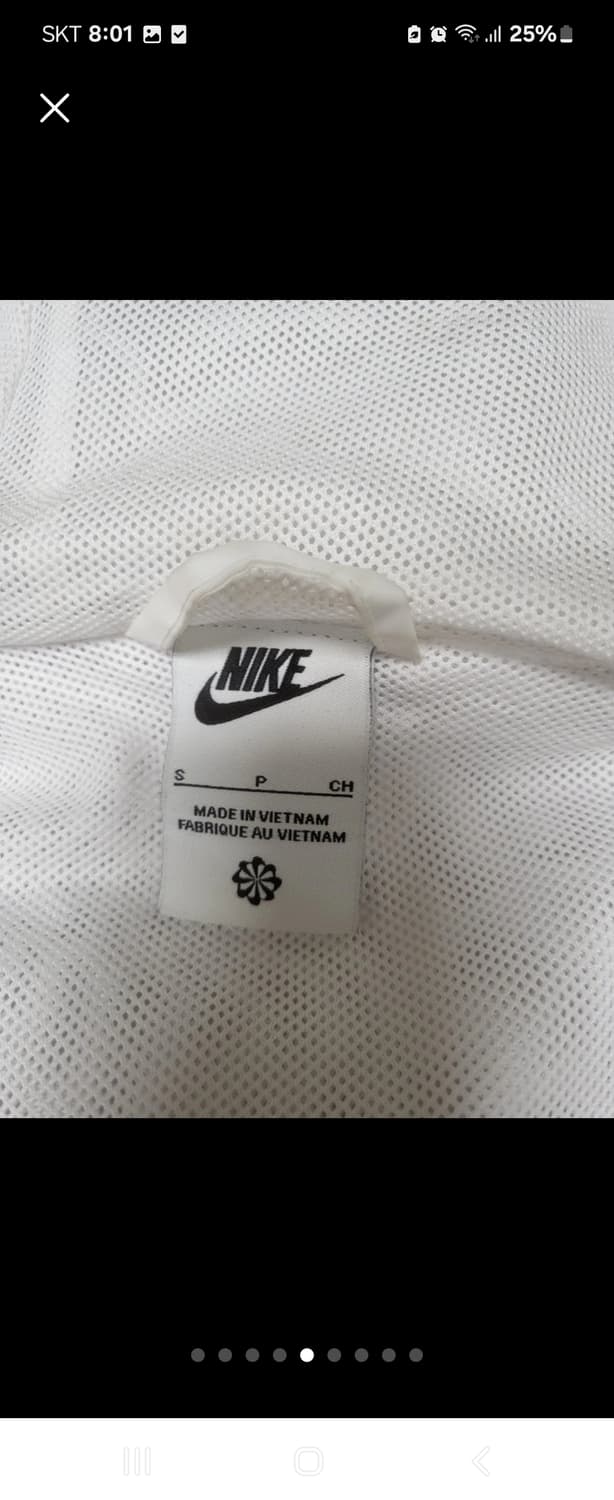 SKT 8:01 25%
NIKE
S P CH
MADE IN VIETNAM
FABRIQUE AU VIETNAM